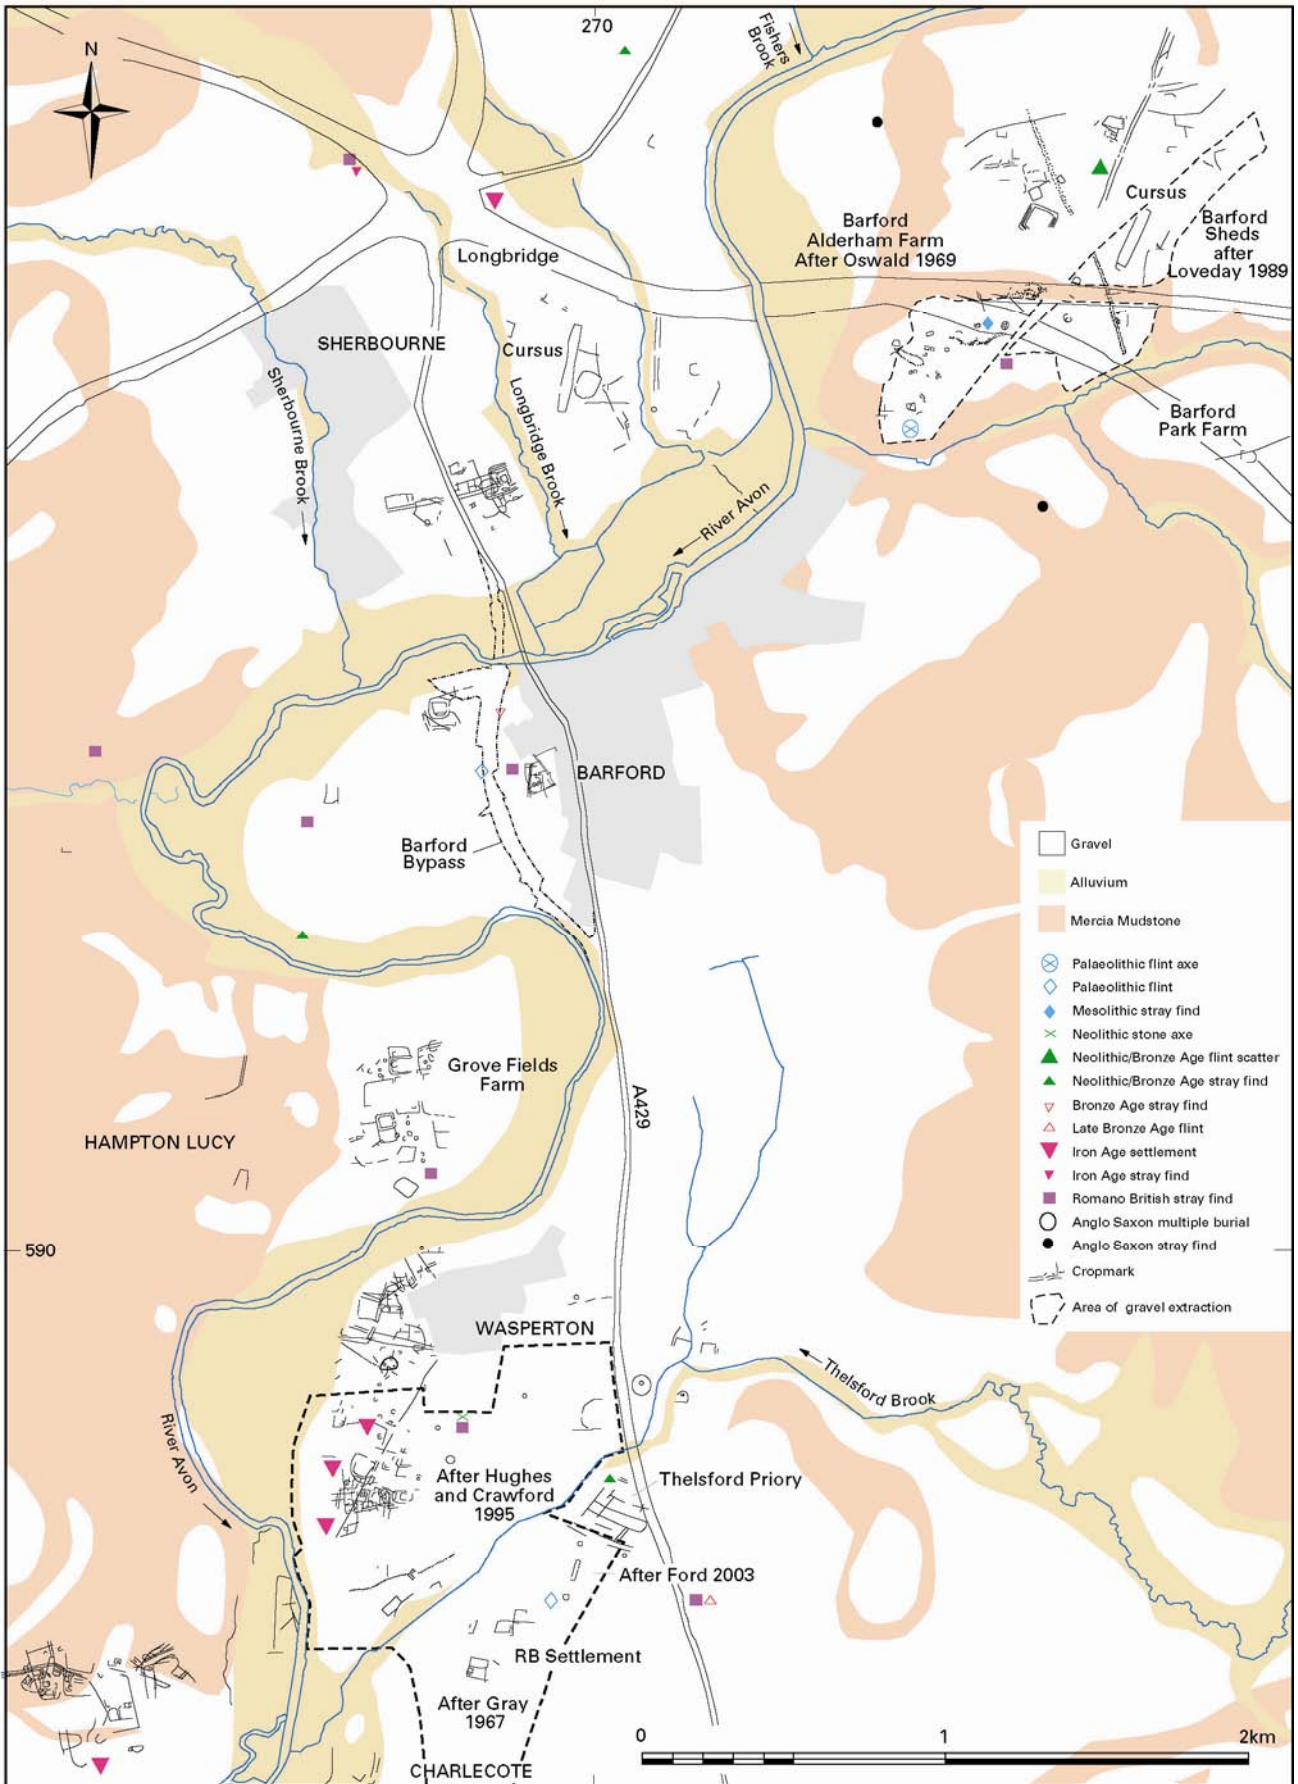 270
N
Fishers
Brook
Cursus
Barford
Alderham Farm
After Oswald 1969
Barford
Sheds
after
Loveday 1989
Longbridge
SHERBOURNE
Cursus
Sherbourne Brook
Longbridge Brook
Barford
Park Farm
River Avon
BARFORD
Barford
Bypass
Gravel
Alluvium
Mercia Mudstone
Palaeolithic flint axe
Palaeolithic flint
Mesolithic stray find
Neolithic stone axe
Neolithic/Bronze Age flint scatter
Neolithic/Bronze Age stray find
Bronze Age stray find
Late Bronze Age flint
Iron Age settlement
Iron Age stray find
Romano British stray find
Anglo Saxon multiple burial
Anglo Saxon stray find
Cropmark
Area of gravel extraction
Grove Fields
Farm
A429
HAMPTON LUCY
590
WASPERTON
Thelsford Brook
River Avon
After Hughes
and Crawford
1995
Thelsford Priory
After Ford 2003
RB Settlement
After Gray
1967
CHARLECOTE
0 1 2km